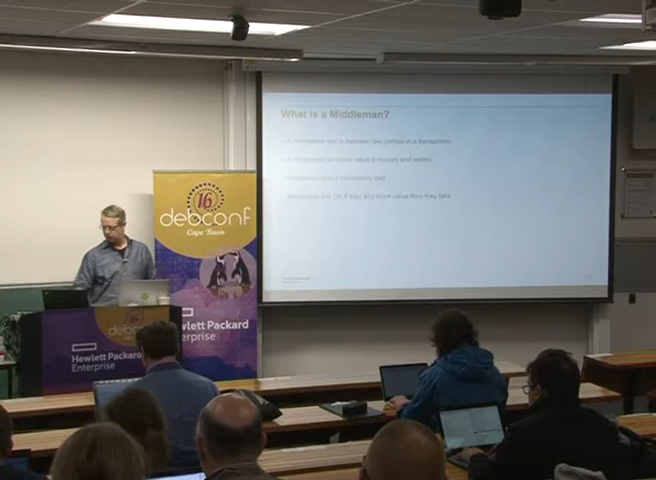 What is a Middleman?
A middleman sits in between two parties in a transaction
A middleman provides value to buyers and sellers
Middlemen aren't necessarily bad
Middlemen are OK if they add more value than they take
16
debconf
Cape Town
Hewlett Packard
Enterprise
debconf
Hewlett Packard
Enterprise